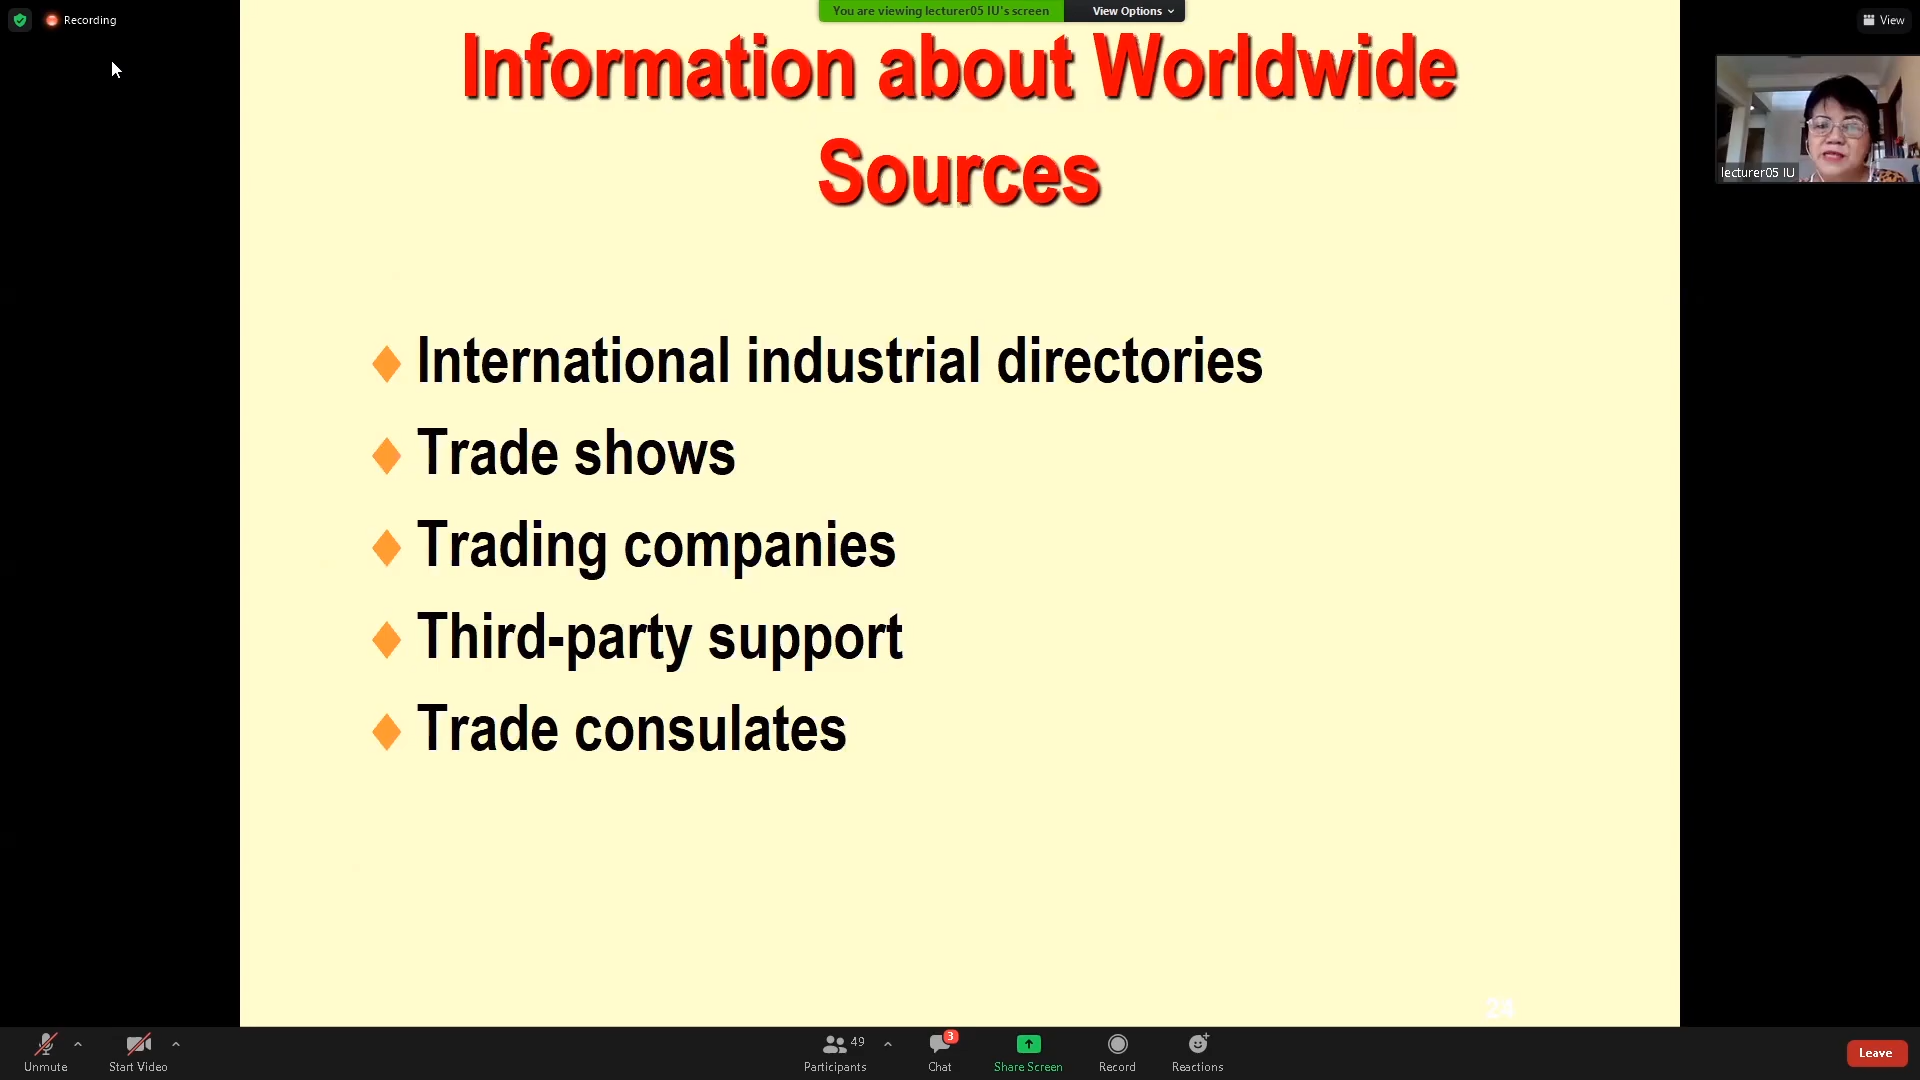 Recording
You are viewing lecturer05 IU's screen
View Options
View
Information about Worldwide
Sources
lecturer05 IU
International industrial directories
Trade shows
Trading companies
Third-party support
Trade consulates
24
Unmute
Start Video
49
Participants
3
Chat
Share Screen
Record
Reactions
Leave